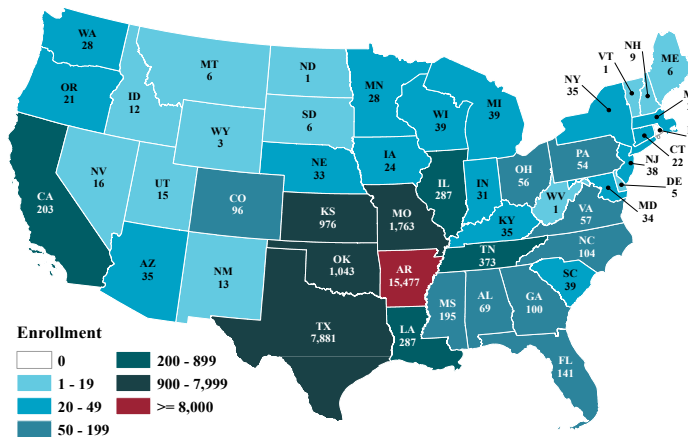 WA
28
OR
21
CA
203
ID
12
NV
16
MT
6
WY
3
UT
15
AZ
35
CO
96
NM
13
ND
1
SD
6
NE
33
KS
976
OK
1,043
TX
7,881
MN
28
IA
24
MO
1,763
AR
15,477
LA
287
WI
39
IL
287
MI
39
IN
31
OH
56
KY
35
TN
373
MS
195
AL
69
GA
100
FL
141
SC
39
NC
104
VA
57
WV
1
PA
54
NY
35
VT
1
NH
9
ME
6
M
CT
22
NJ
38
DE
5
MD
34
Enrollment
0
1 - 19
20 - 49
50 - 199
200 - 899
900 - 7,999
>= 8,000